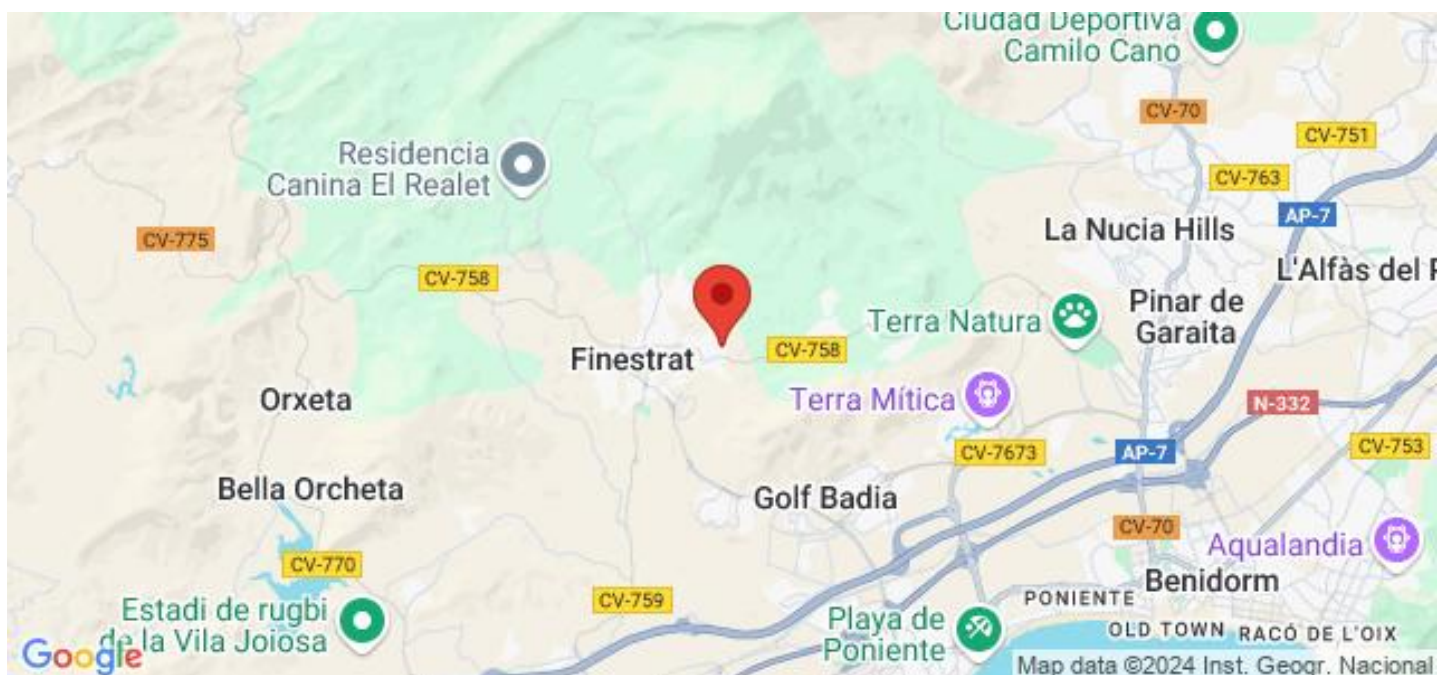 Ciudad Deportiva
Camilo Cano
CV-70
CV-751
Residencia
Canina El Realet
CV-763
AP-7
La Nucia Hills
CV-775
L'Alfàs del P
CV-758
Pinar de
Garaita
Terra Natura
CV-758
Finestrat
Terra Mítica
Orxeta
N-332
CV-7673
AP-7
CV-753
Bella Orcheta
Golf Badia
CV-70
Aqualandia
CV-770
Benidorm
CV-759
PONIENTE
Estadi de rugbi
de la Vila Joiosa
Playa de
Poniente
OLD TOWN
RACÓ DE L'OIX
Google
Map data ©2024 Inst. Geogr. Nacional